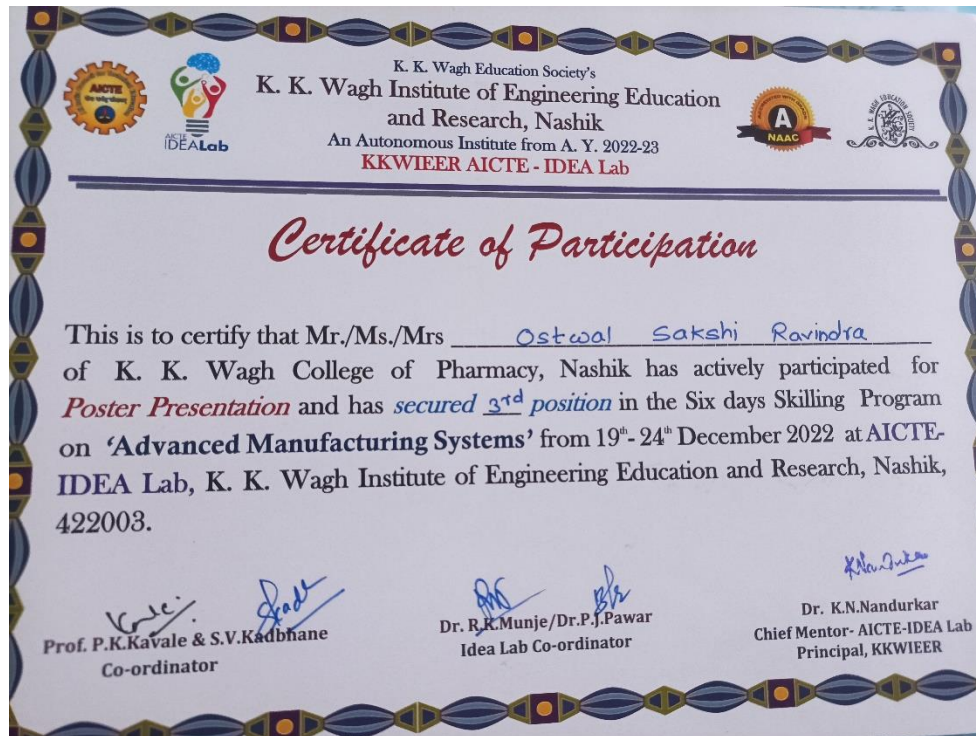 K. K. Wagh Education Society's
K. K. Wagh Institute of Engineering Education
and Research, Nashik
An Autonomous Institute from A. Y. 2022-23
KKWIEER AICTE - IDEA Lab
AICTE
AICTE
IDEALab
A
NAAC
K. K. WAGH EDUCATION SOCIETY
Certificate of Participation
This is to certify that Mr./Ms./Mrs Ostwal Sakshi Ravindra
of K. K. Wagh College of Pharmacy, Nashik has actively participated for
Poster Presentation and has secured 3rd position in the Six days Skilling Program
on 'Advanced Manufacturing Systems' from 19th- 24th December 2022 at AICTE-
IDEA Lab, K. K. Wagh Institute of Engineering Education and Research, Nashik,
422003.
Prof. P.K.Kavale & S.V.Kadbhane
Co-ordinator
Dr. R.K.Munje/Dr.P.J.Pawar
Idea Lab Co-ordinator
Dr. K.N.Nandurkar
Chief Mentor- AICTE-IDEA Lab
Principal, KKWIEER